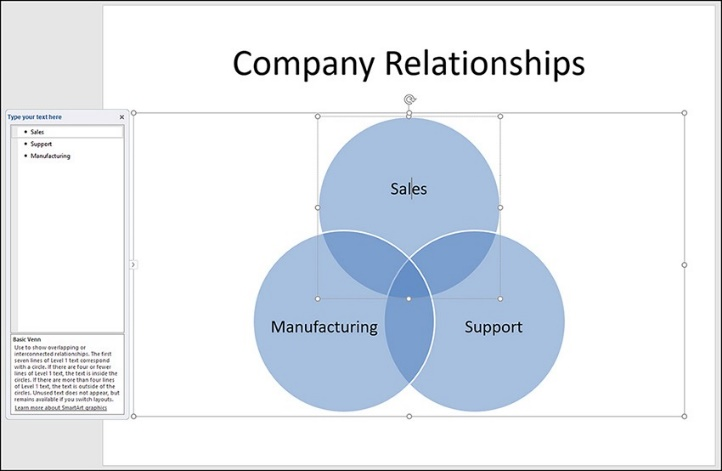 Company Relationships
Type your text here
Sales
Support
Manufacturing
Sales
Manufacturing
Support
Basic Venn
Use to show overlapping or
interconnected relationships. The first
seven lines of Level 1 text correspond
with a circle. If there are four or fewer
lines of Level 1 text, the text is inside the
circles. If there are more than four lines
of Level 1 text, the text is outside of the
circles. Unused text does not appear, but
remains available if you switch layouts.
Learn more about SmartArt graphics